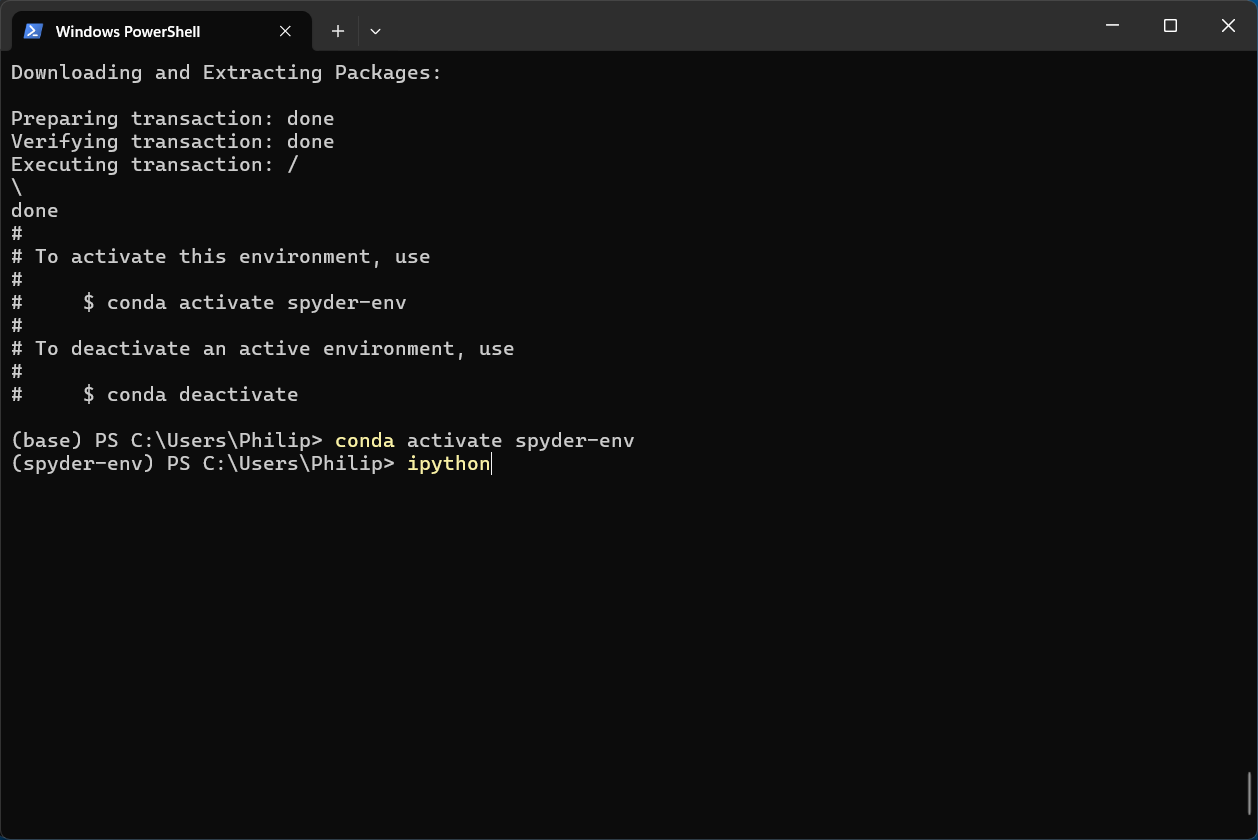 Windows PowerShell
Downloading and Extracting Packages:
Preparing transaction: done
Verifying transaction: done
Executing transaction: /
\
done
#
# To activate this environment, use
#
#     $ conda activate spyder-env
#
# To deactivate an active environment, use
#
#     $ conda deactivate
(base) PS C:\Users\Philip> conda activate spyder-env
(spyder-env) PS C:\Users\Philip> ipython